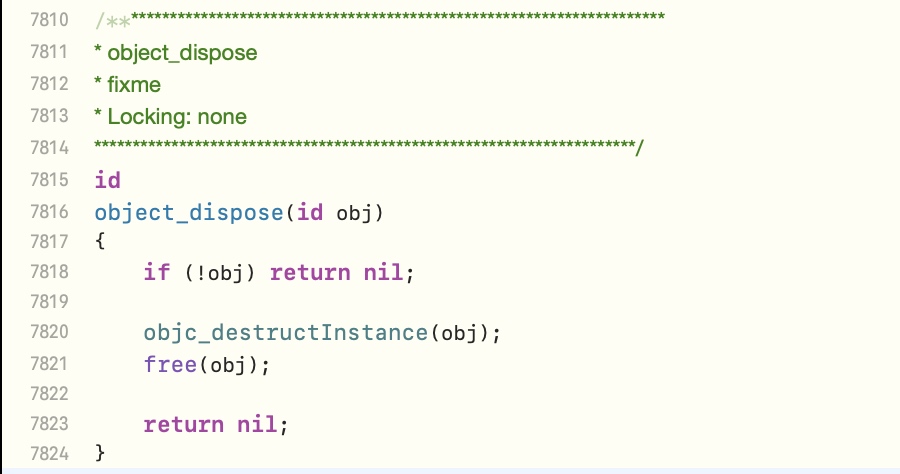 7810 /***********************************************************************
7811 * object_dispose
7812 * fixme
7813 * Locking: none
7814 **********************************************************************/
7815 id
7816 object_dispose(id obj)
7817 {
7818 if (!obj) return nil;
7819
7820 objc_destructInstance(obj);
7821 free(obj);
7822
7823 return nil;
7824 }